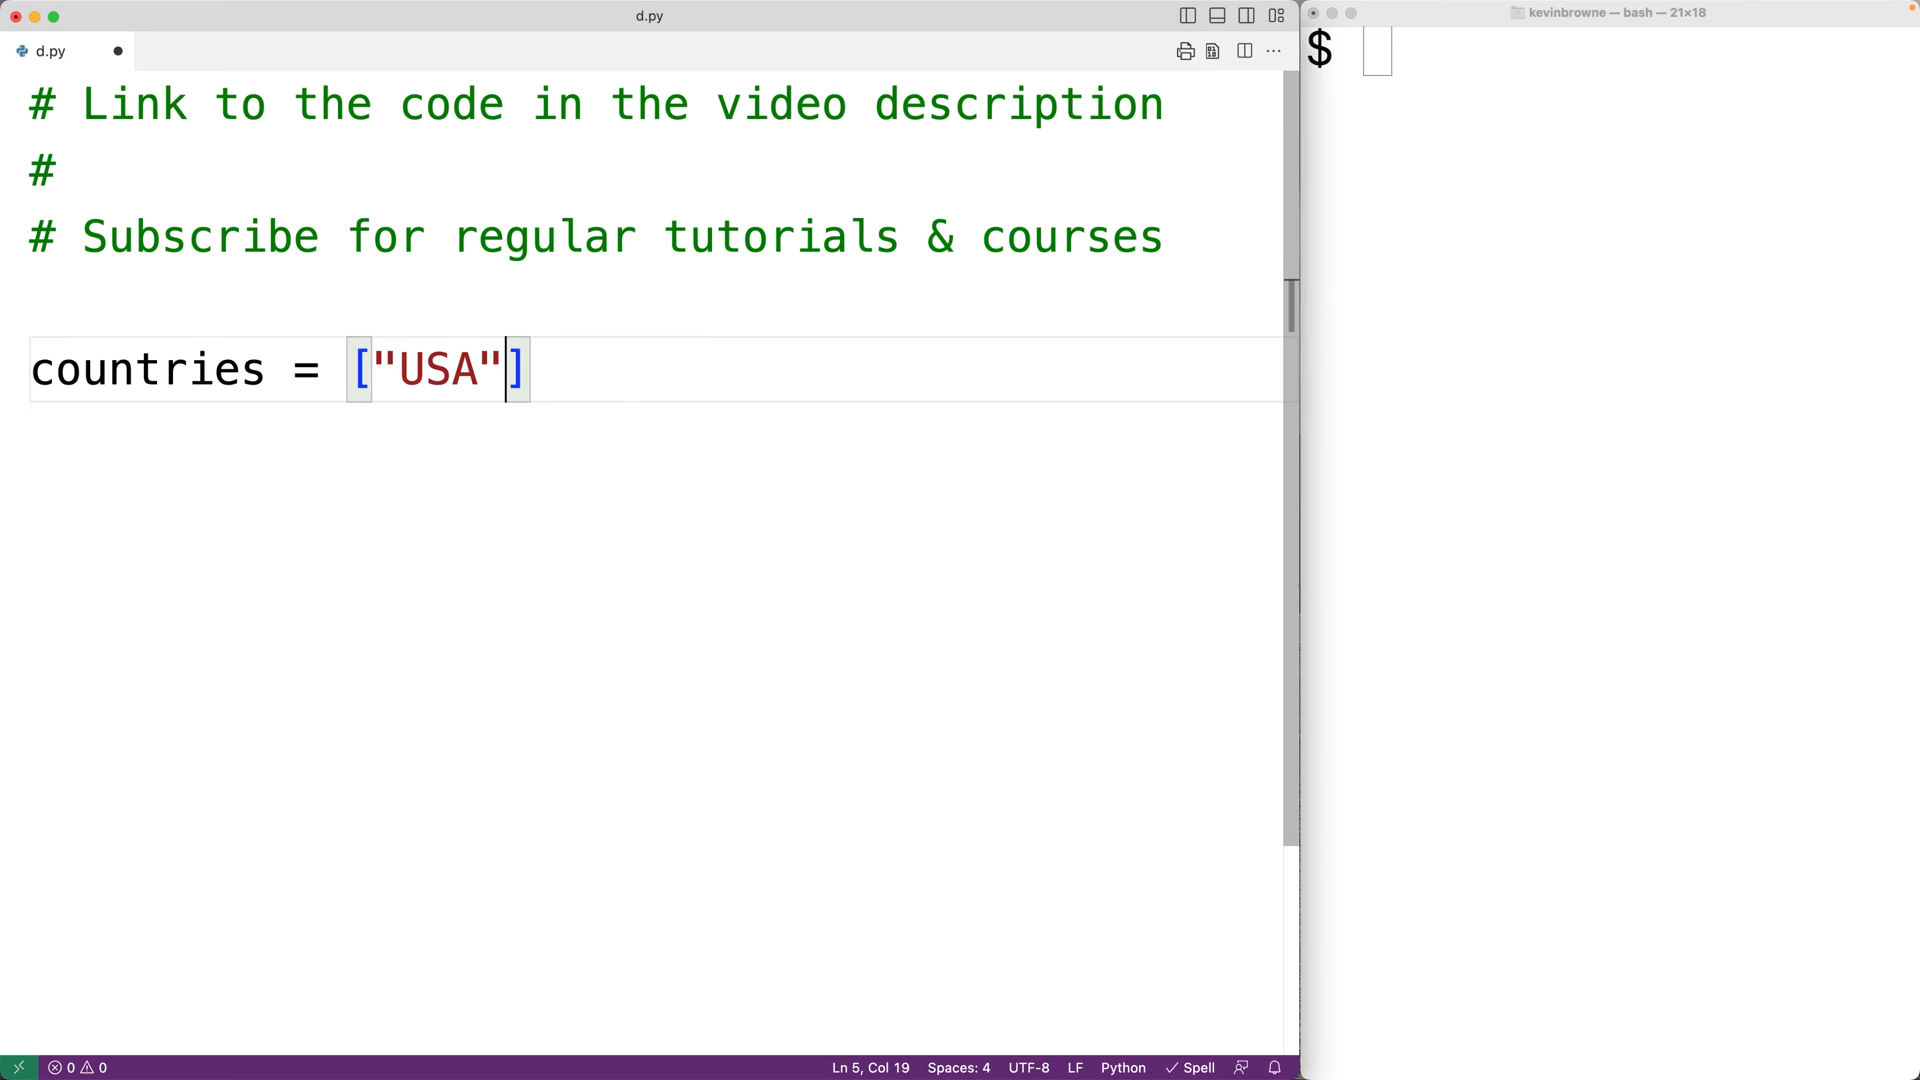 d.py
kevinbrowne — bash — 21×18
d.py
$
# Link to the code in the video description
#
# Subscribe for regular tutorials & courses
countries = ["USA"]
0 0 Ln 5, Col 19 Spaces: 4 UTF-8 LF Python Spell